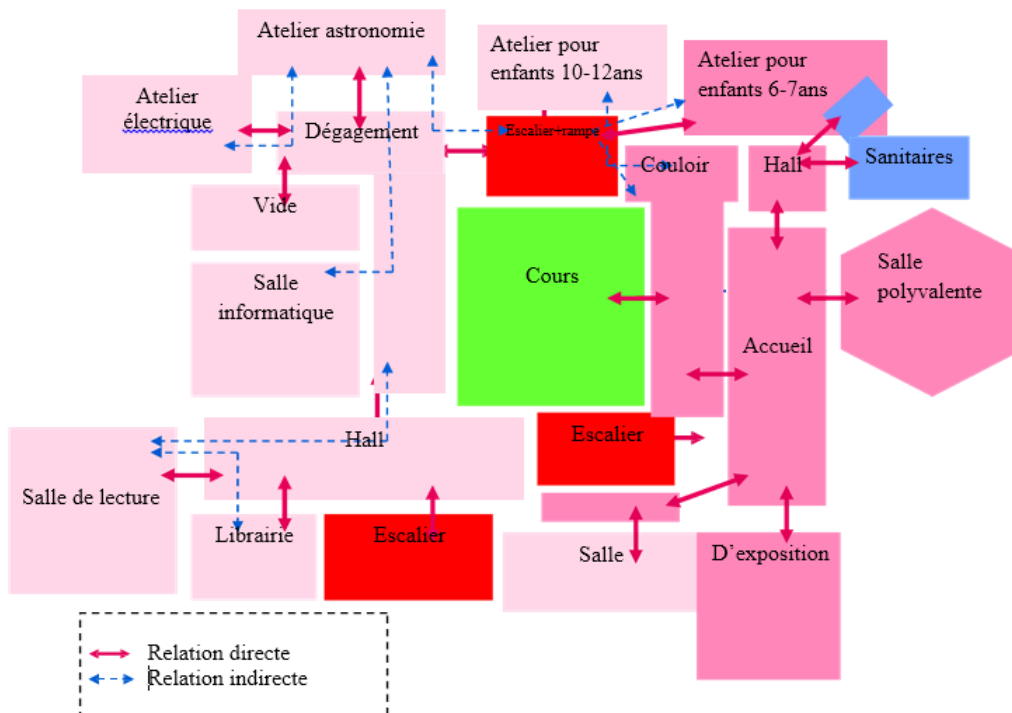 Atelier astronomie
Atelier pour
enfants 10-12ans
Atelier pour
enfants 6-7ans
Atelier
électrique
Dégagement
Escalier+rampe
Couloir
Hall
Sanitaires
Vide
Salle
informatique
Cours
Salle
polyvalente
Accueil
Hall
Escalier
Salle de lecture
Librairie
Escalier
Salle
D’exposition
Relation directe
Relation indirecte